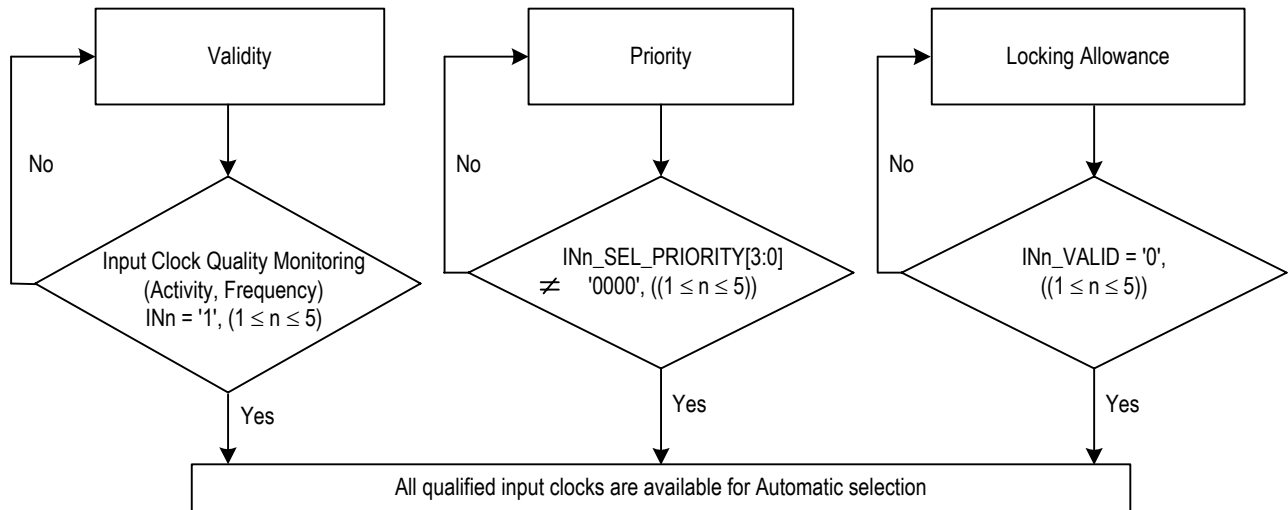 Validity
Priority
Locking Allowance
No
No
No
Input Clock Quality Monitoring
(Activity, Frequency)
INn = '1', (1 ≤ n ≤ 5)
INn_SEL_PRIORITY[3:0]
≠ '0000', ((1 ≤ n ≤ 5))
INn_VALID = '0',
((1 ≤ n ≤ 5))
Yes
Yes
Yes
All qualified input clocks are available for Automatic selection